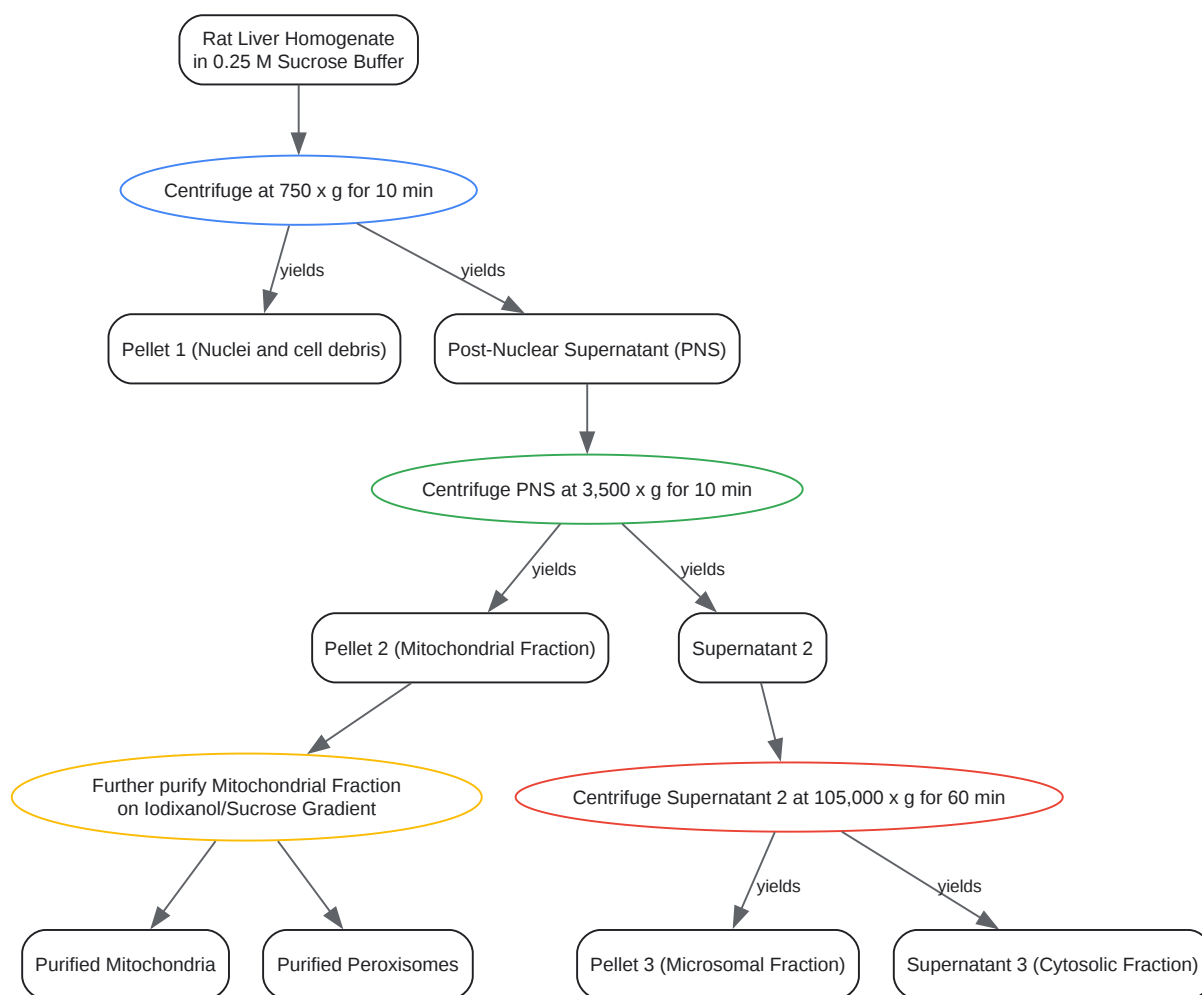 Rat Liver Homogenate
in 0.25 M Sucrose Buffer
Centrifuge at 750 x g for 10 min
yields
yields
Pellet 1 (Nuclei and cell debris)
Post-Nuclear Supernatant (PNS)
Centrifuge PNS at 3,500 x g for 10 min
yields
yields
Pellet 2 (Mitochondrial Fraction)
Supernatant 2
Further purify Mitochondrial Fraction
on Iodixanol/Sucrose Gradient
Centrifuge Supernatant 2 at 105,000 x g for 60 min
yields
yields
Purified Mitochondria
Purified Peroxisomes
Pellet 3 (Microsomal Fraction)
Supernatant 3 (Cytosolic Fraction)